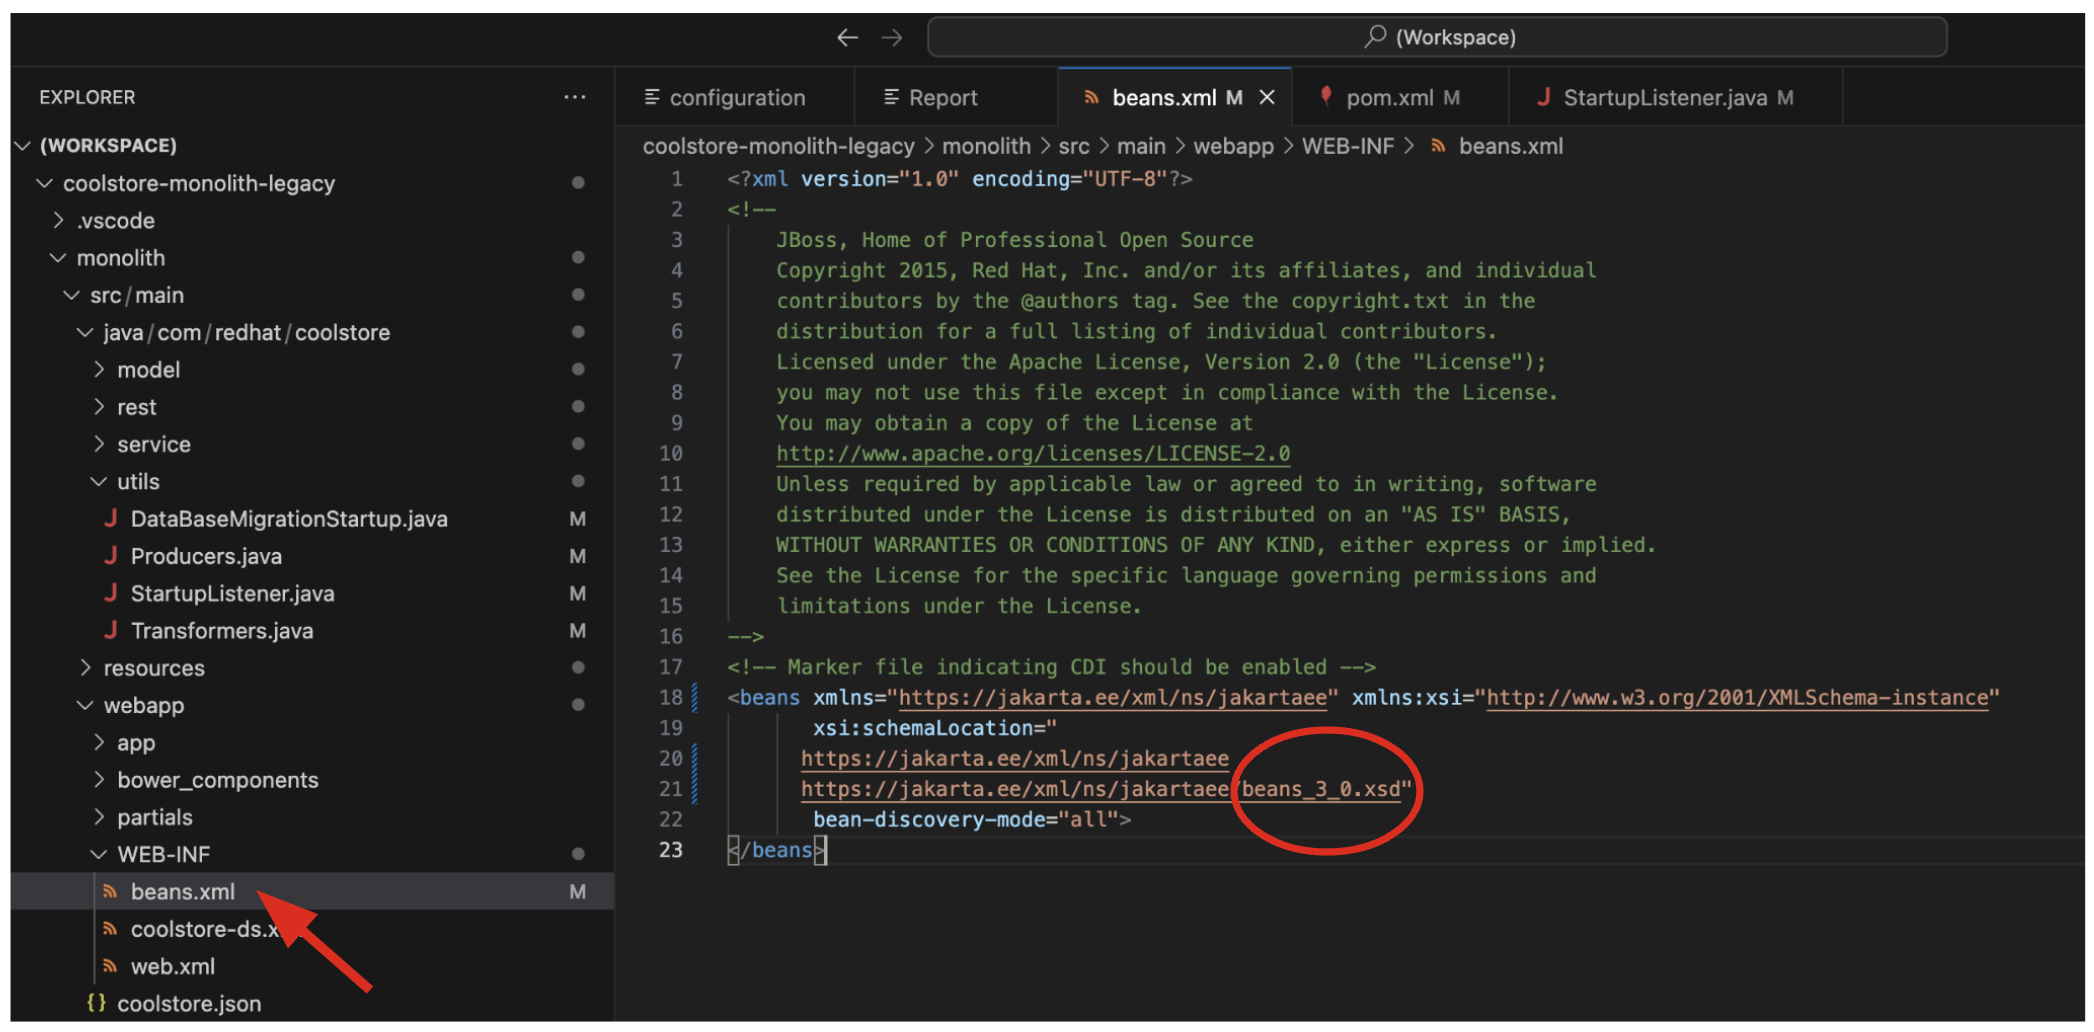 (Workspace)
EXPLORER
(WORKSPACE)
coolstore-monolith-legacy
.vscode
monolith
src/main
java/com/redhat/coolstore
model
rest
service
utils
DataBaseMigrationStartup.java M
Producers.java M
StartupListener.java M
Transformers.java M
resources
webapp
app
bower_components
partials
WEB-INF
beans.xml M
coolstore-ds.x
web.xml
{} coolstore.json
configuration
Report
beans.xml M
pom.xml M
StartupListener.java M
coolstore-monolith-legacy > monolith > src > main > webapp > WEB-INF > beans.xml
1 <?xml version="1.0" encoding="UTF-8"?>
2 <!--
3 JBoss, Home of Professional Open Source
4 Copyright 2015, Red Hat, Inc. and/or its affiliates, and individual
5 contributors by the @authors tag. See the copyright.txt in the
6 distribution for a full listing of individual contributors.
7 Licensed under the Apache License, Version 2.0 (the "License");
8 you may not use this file except in compliance with the License.
9 You may obtain a copy of the License at
10 http://www.apache.org/licenses/LICENSE-2.0
11 Unless required by applicable law or agreed to in writing, software
12 distributed under the License is distributed on an "AS IS" BASIS,
13 WITHOUT WARRANTIES OR CONDITIONS OF ANY KIND, either express or implied.
14 See the License for the specific language governing permissions and
15 limitations under the License.
16 -->
17 <!-- Marker file indicating CDI should be enabled -->
18 <beans xmlns="https://jakarta.ee/xml/ns/jakartaee" xmlns:xsi="http://www.w3.org/2001/XMLSchema-instance"
19 xsi:schemaLocation="
20 https://jakarta.ee/xml/ns/jakartaee
21 https://jakarta.ee/xml/ns/jakartaee/beans_3_0.xsd"
22 bean-discovery-mode="all">
23 </beans>